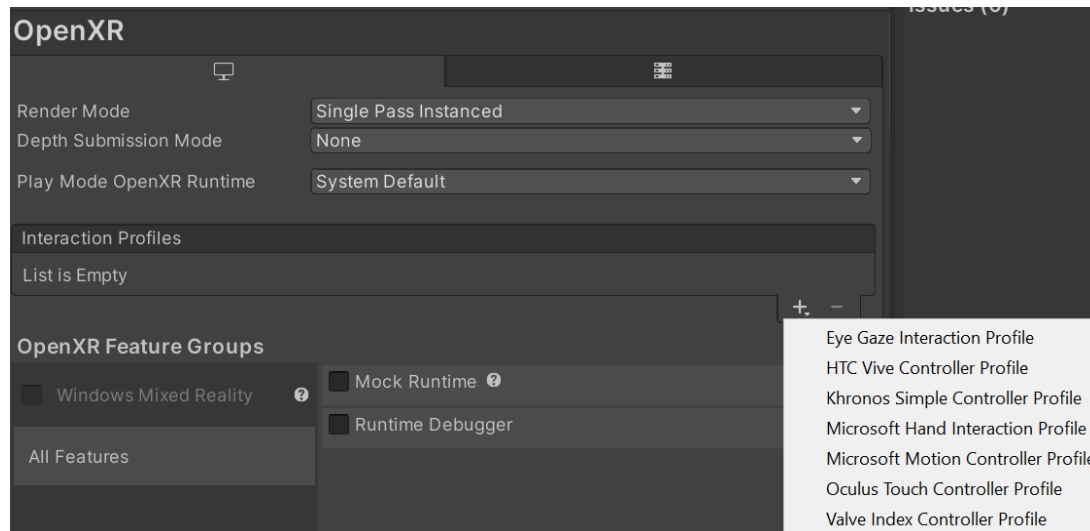 Issues (0)
OpenXR
Render Mode
Single Pass Instanced
Depth Submission Mode
None
Play Mode OpenXR Runtime
System Default
Interaction Profiles
List is Empty
+ −
OpenXR Feature Groups
Windows Mixed Reality ?
All Features
Mock Runtime ?
Runtime Debugger
Eye Gaze Interaction Profile
HTC Vive Controller Profile
Khronos Simple Controller Profile
Microsoft Hand Interaction Profile
Microsoft Motion Controller Profile
Oculus Touch Controller Profile
Valve Index Controller Profile